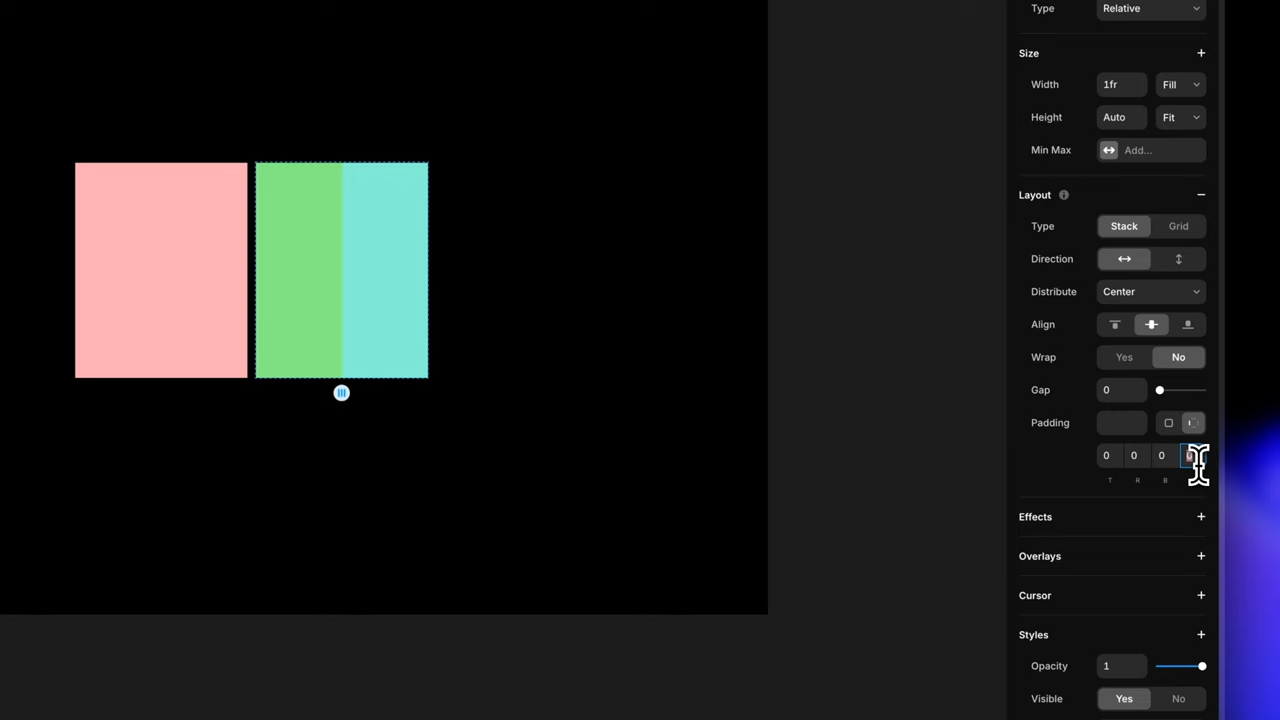 Type Relative
Size +
Width 1fr Fill
Height Auto Fit
Min Max Add...
Layout
Type Stack Grid
Direction
Distribute Center
Align
Wrap Yes No
Gap 0
Padding
0 0 0
T R B
Effects +
Overlays +
Cursor +
Styles +
Opacity 1
Visible Yes No